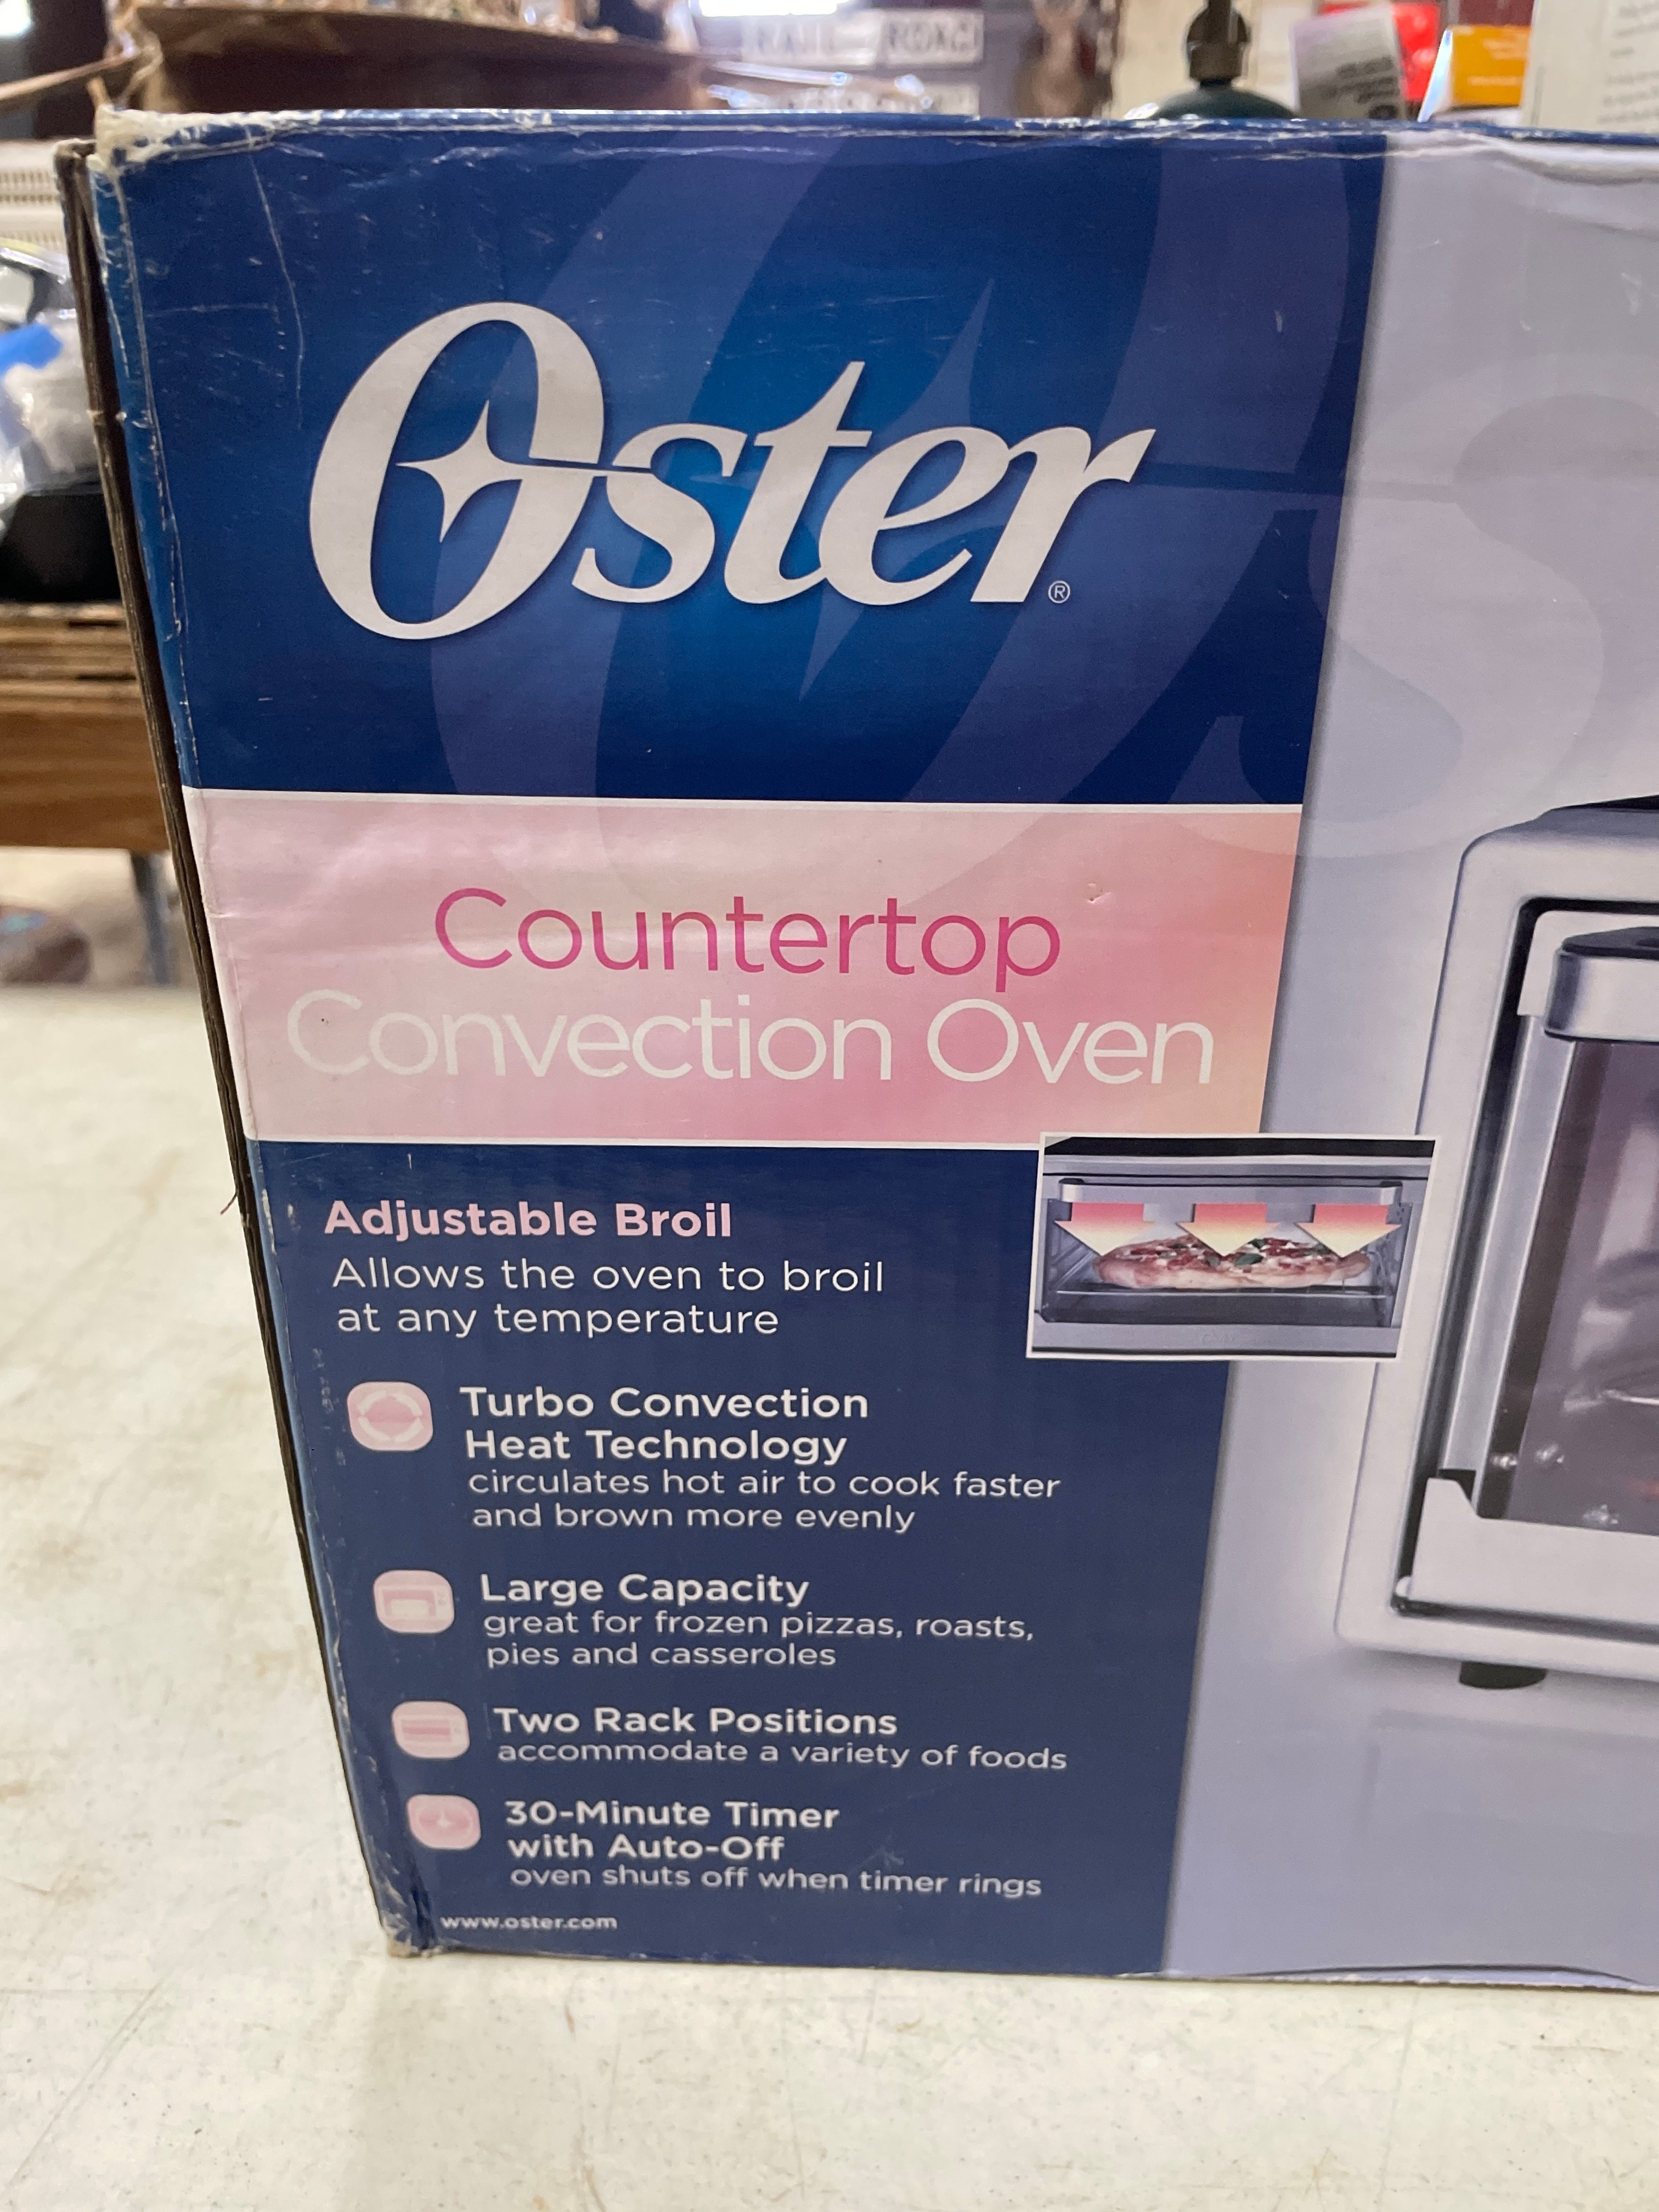 RAIL ROAD
Oster®
Countertop
Convection Oven
Adjustable Broil
Allows the oven to broil
at any temperature
Turbo Convection
Heat Technology
circulates hot air to cook faster
and brown more evenly
Large Capacity
great for frozen pizzas, roasts,
pies and casseroles
Two Rack Positions
accommodate a variety of foods
30-Minute Timer
with Auto-Off
oven shuts off when timer rings
www.oster.com